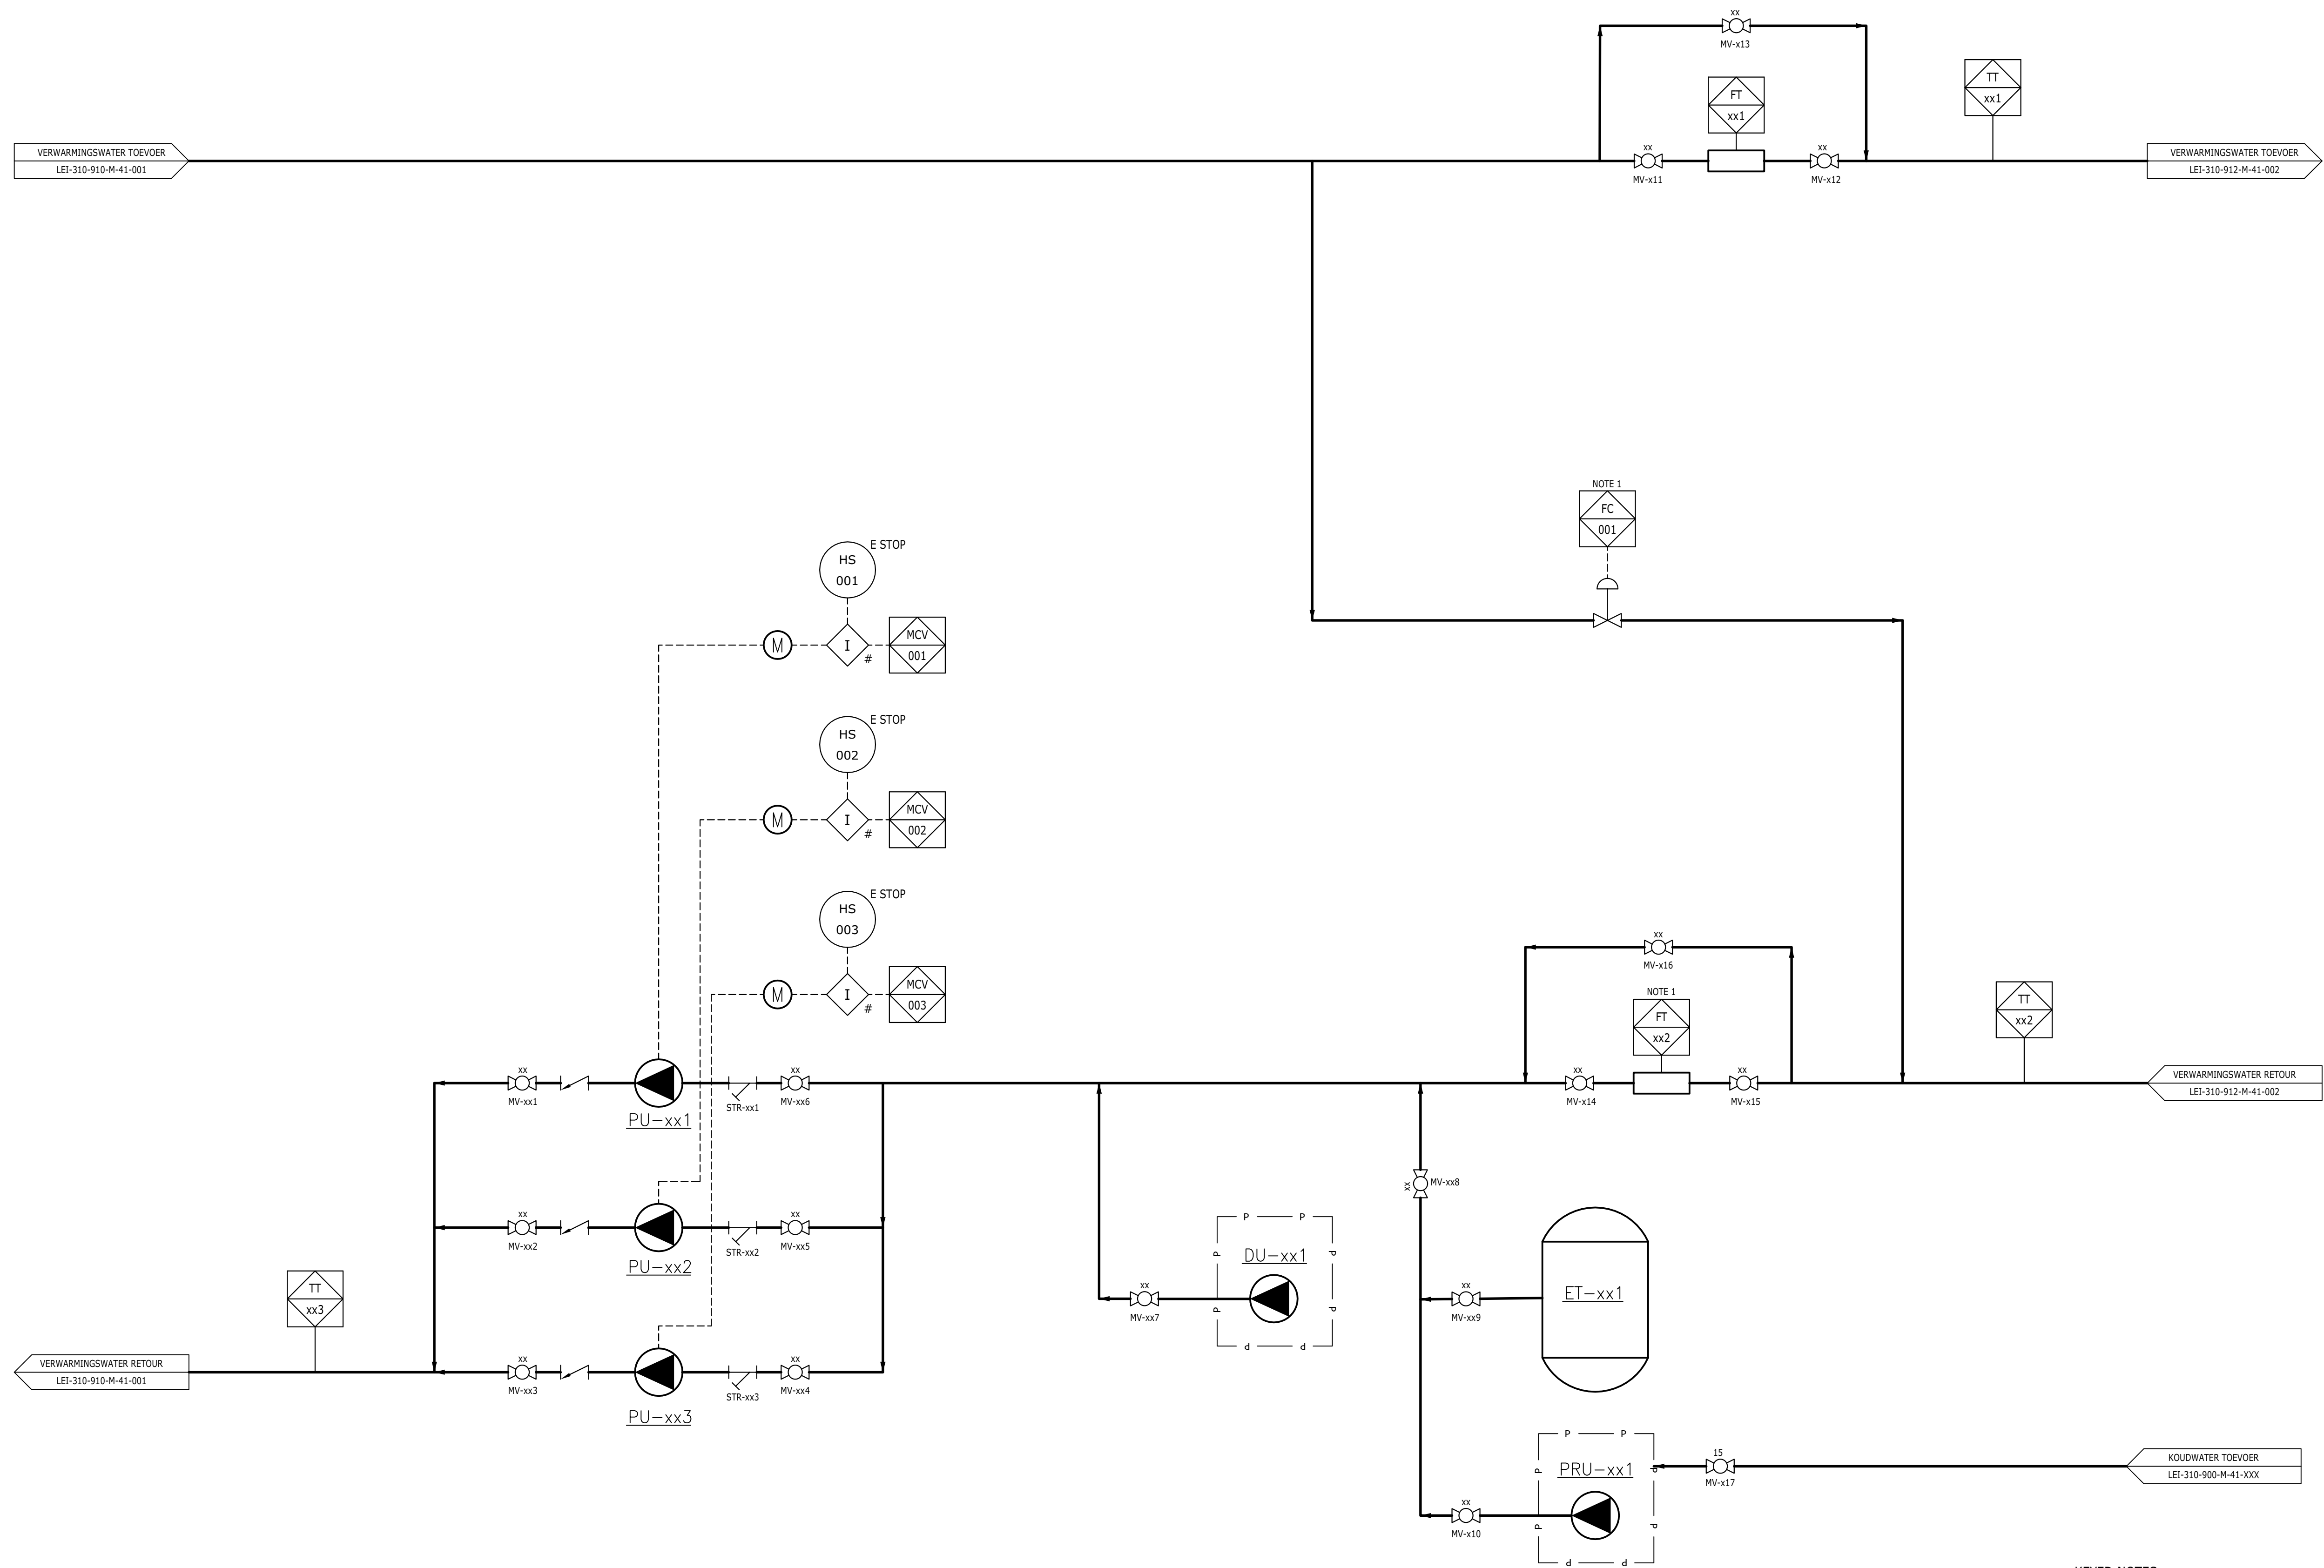 xx
MV-x13
TT
xx1
FT
xx1
VERWARMINGSWATER TOEVOER
LEI-310-910-M-41-001
xx
MV-x11
xx
MV-x12
VERWARMINGSWATER TOEVOER
LEI-310-912-M-41-002
NOTE 1
FC
001
HS
001
E STOP
M
I
#
MCV
001
HS
002
E STOP
M
I
#
MCV
002
HS
003
E STOP
M
I
#
MCV
003
xx
MV-x16
NOTE 1
FT
xx2
TT
xx2
xx
MV-xx1
PU-xx1
STR-xx1
xx
MV-xx6
xx
MV-x14
xx
MV-x15
VERWARMINGSWATER RETOUR
LEI-310-912-M-41-002
xx
MV-xx8
xx
MV-xx2
PU-xx2
STR-xx2
xx
MV-xx5
P P
P P
DU-xx1
P P
P P
xx
MV-xx7
xx
MV-xx9
ET-xx1
TT
xx3
VERWARMINGSWATER RETOUR
LEI-310-910-M-41-001
xx
MV-xx3
PU-xx3
STR-xx3
xx
MV-xx4
P P
P P
PRU-xx1
P P
P P
15
MV-x17
KOUDWATER TOEVOER
LEI-310-900-M-41-XXX
xx
MV-x10